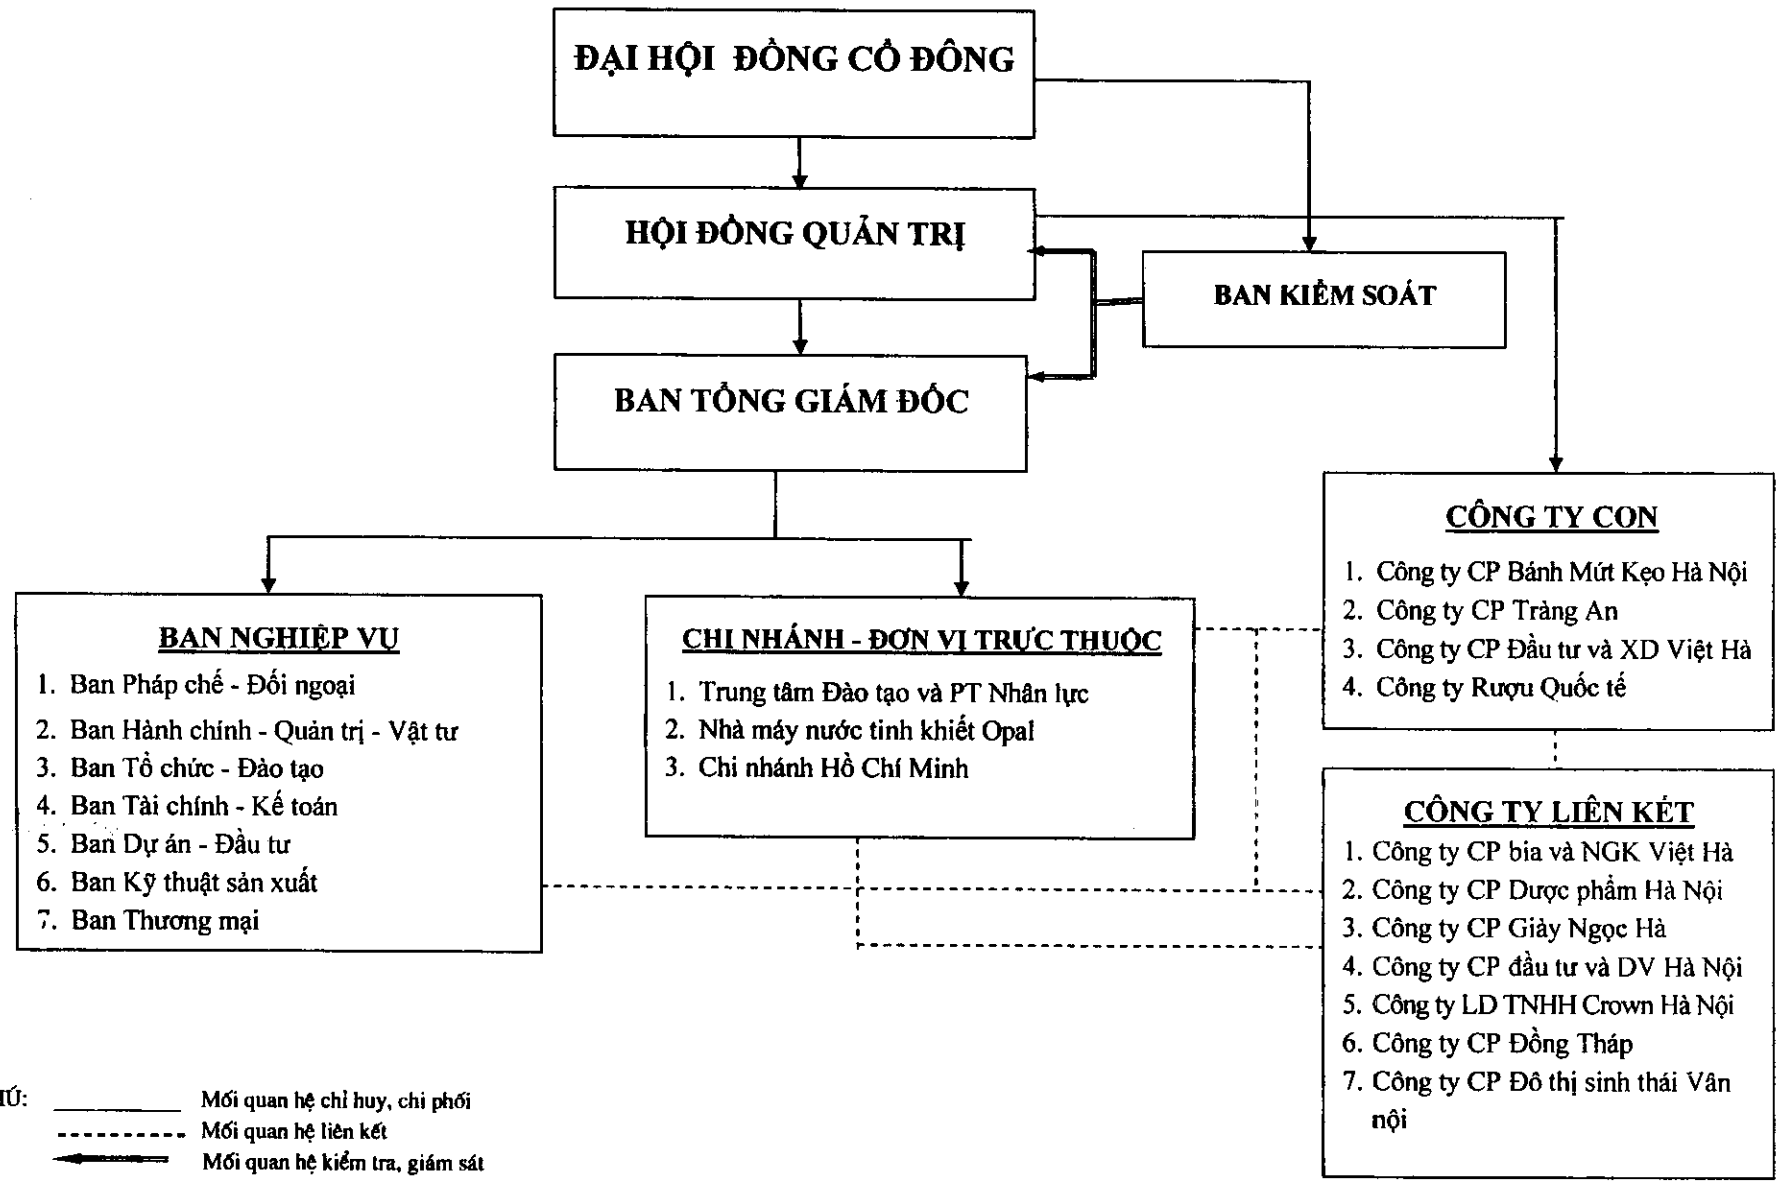 ĐẠI HỘI ĐỒNG CỔ ĐÔNG
HỘI ĐỒNG QUẢN TRỊ
BAN KIỂM SOÁT
BAN TỔNG GIÁM ĐỐC
BAN NGHIỆP VỤ
1. Ban Pháp chế - Đối ngoại
2. Ban Hành chính - Quản trị - Vật tư
3. Ban Tổ chức - Đào tạo
4. Ban Tài chính - Kế toán
5. Ban Dự án - Đầu tư
6. Ban Kỹ thuật sản xuất
7. Ban Thương mại
CHI NHÁNH - ĐƠN VỊ TRỰC THUỘC
1. Trung tâm Đào tạo và PT Nhân lực
2. Nhà máy nước tinh khiết Opal
3. Chi nhánh Hồ Chí Minh
CÔNG TY CON
1. Công ty CP Bánh Mứt Kẹo Hà Nội
2. Công ty CP Tràng An
3. Công ty CP Đầu tư và XD Việt Hà
4. Công ty Rượu Quốc tế
CÔNG TY LIÊN KẾT
1. Công ty CP bia và NGK Việt Hà
2. Công ty CP Dược phẩm Hà Nội
3. Công ty CP Giày Ngọc Hà
4. Công ty CP đầu tư và DV Hà Nội
5. Công ty LD TNHH Crown Hà Nội
6. Công ty CP Đồng Tháp
7. Công ty CP Đô thị sinh thái Vân
nội
Mối quan hệ chỉ huy, chi phối
Mối quan hệ liên kết
Mối quan hệ kiểm tra, giám sát